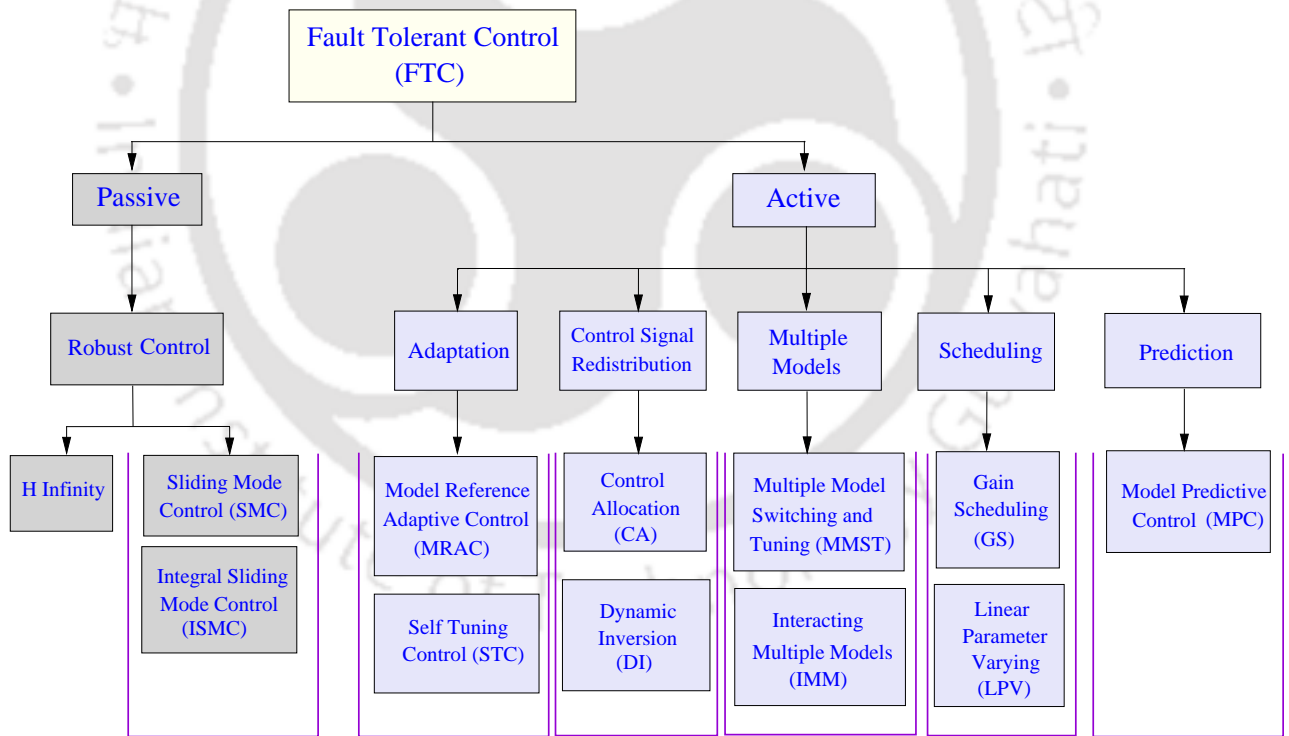 Fault Tolerant Control
(FTC)
Passive
Active
Robust Control
Adaptation
Control Signal
Redistribution
Multiple
Models
Scheduling
Prediction
H Infinity
Sliding Mode
Control (SMC)
Integral Sliding
Mode Control
(ISMC)
Model Reference
Adaptive Control
(MRAC)
Self Tuning
Control (STC)
Control
Allocation
(CA)
Dynamic
Inversion
(DI)
Multiple Model
Switching and
Tuning (MMST)
Interacting
Multiple Models
(IMM)
Gain
Scheduling
(GS)
Linear
Parameter
Varying
(LPV)
Model Predictive
Control (MPC)
Institute of